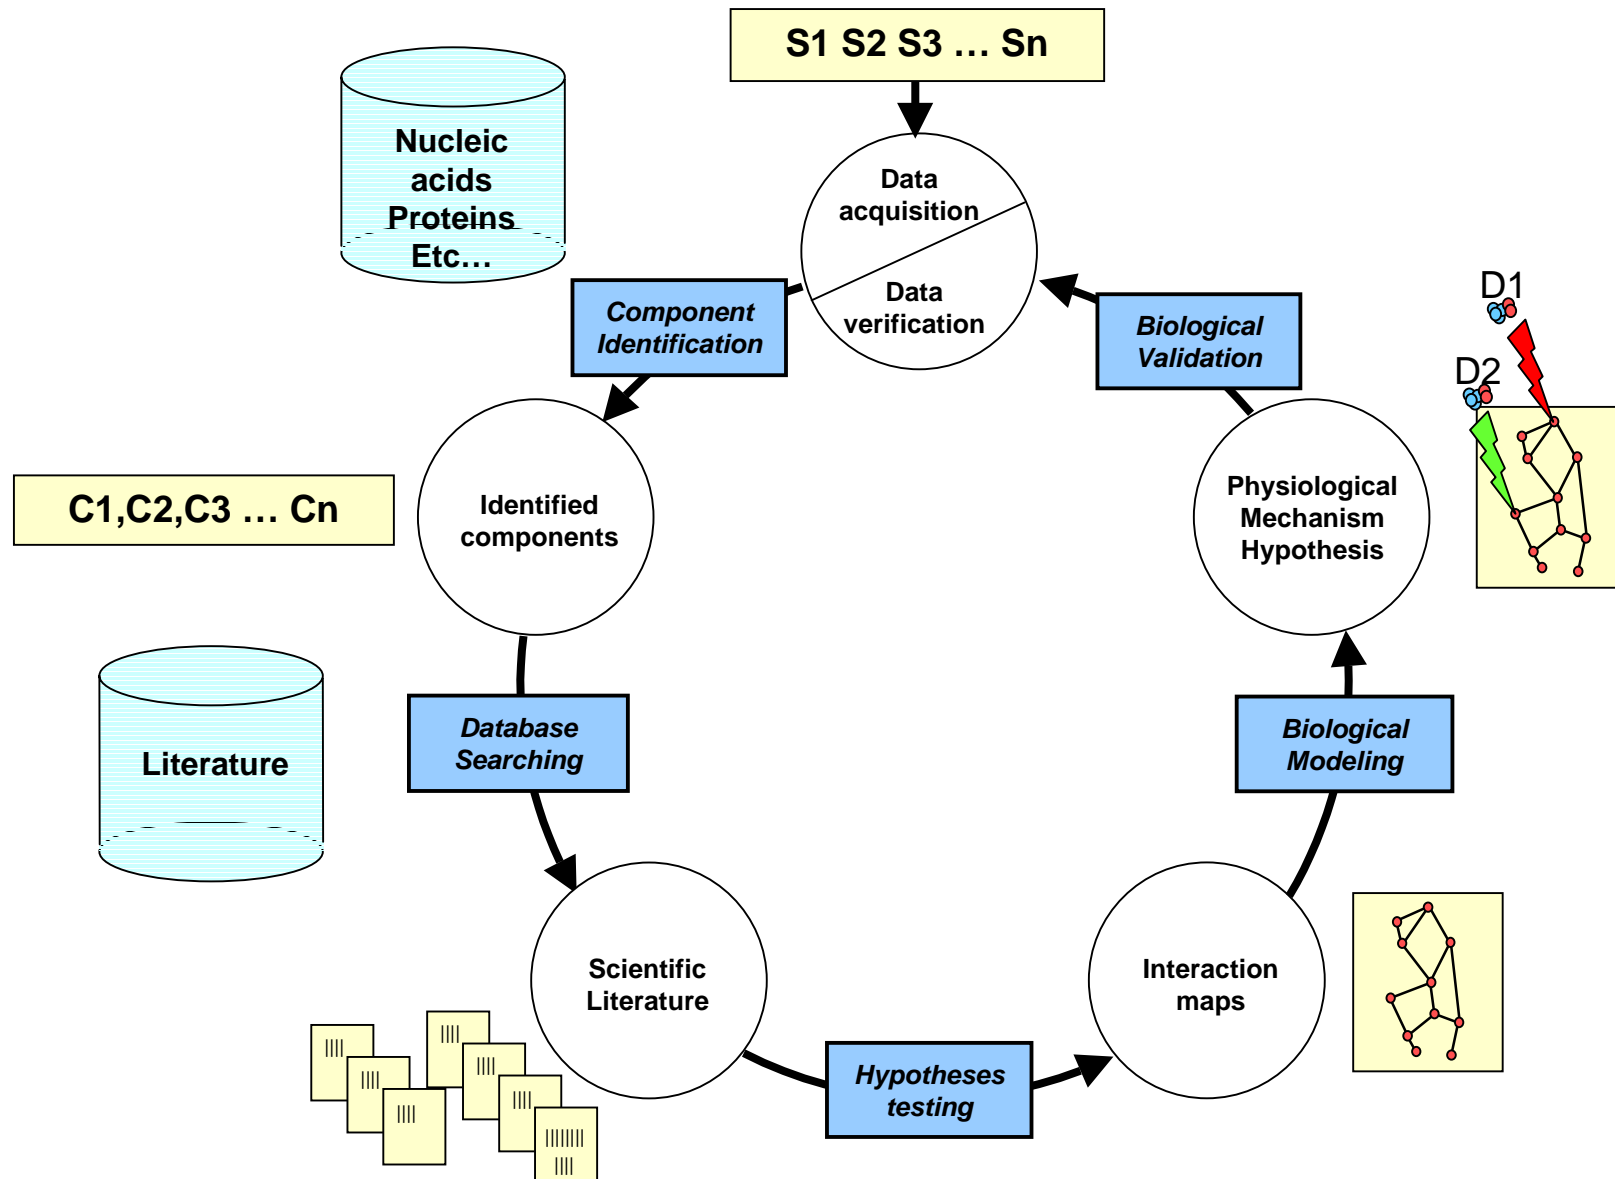 S1 S2 S3 … Sn
Nucleic
acids
Proteins
Etc…
Data
acquisition
Data
verification
Component
Identification
Biological
Validation
D1
D2
C1,C2,C3 … Cn
Identified
components
Physiological
Mechanism
Hypothesis
Literature
Database
Searching
Biological
Modeling
Scientific
Literature
Interaction
maps
Hypotheses
testing